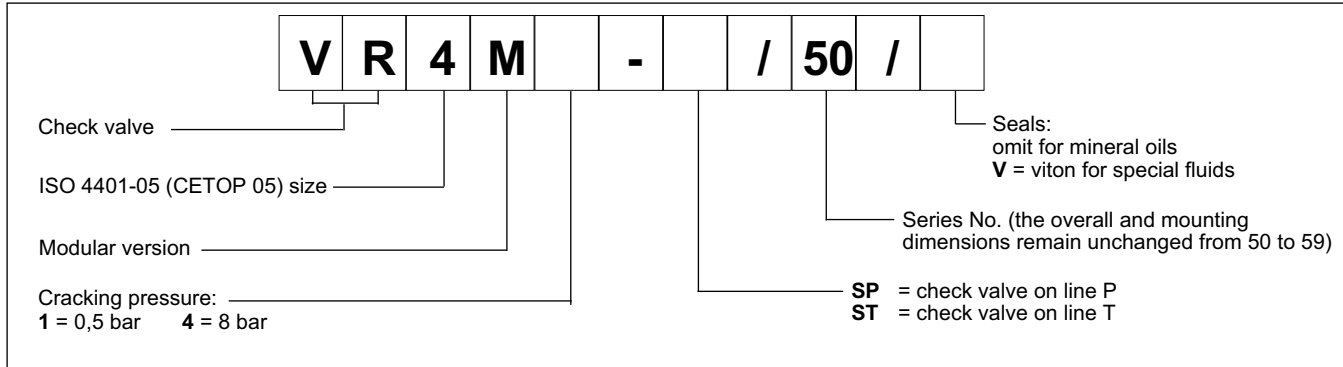 V R 4 M - / 50 /
Check valve
ISO 4401-05 (CETOP 05) size
Modular version
Cracking pressure:
1 = 0,5 bar 4 = 8 bar
Seals:
omit for mineral oils
V = viton for special fluids
Series No. (the overall and mounting
dimensions remain unchanged from 50 to 59)
SP = check valve on line P
ST = check valve on line T